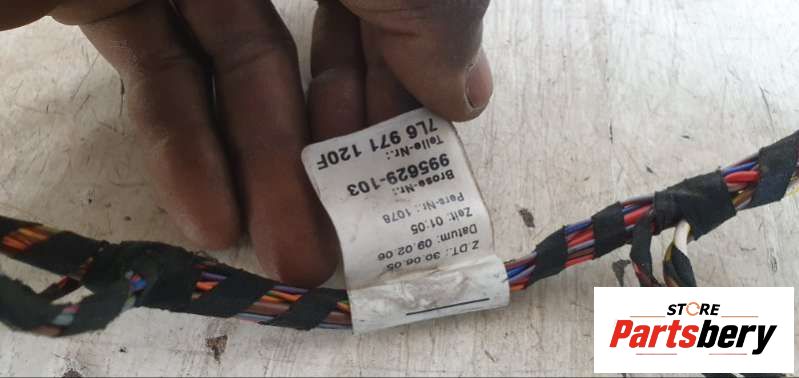 Z.DT.: 30.06.05
Datum: 09.02.06
Zeit: 01:05
Pers-Nr.: 1078
Brose-Nr.:
995629-103
Teile-Nr.:
7L6 971 120F
STORE
Partsbery